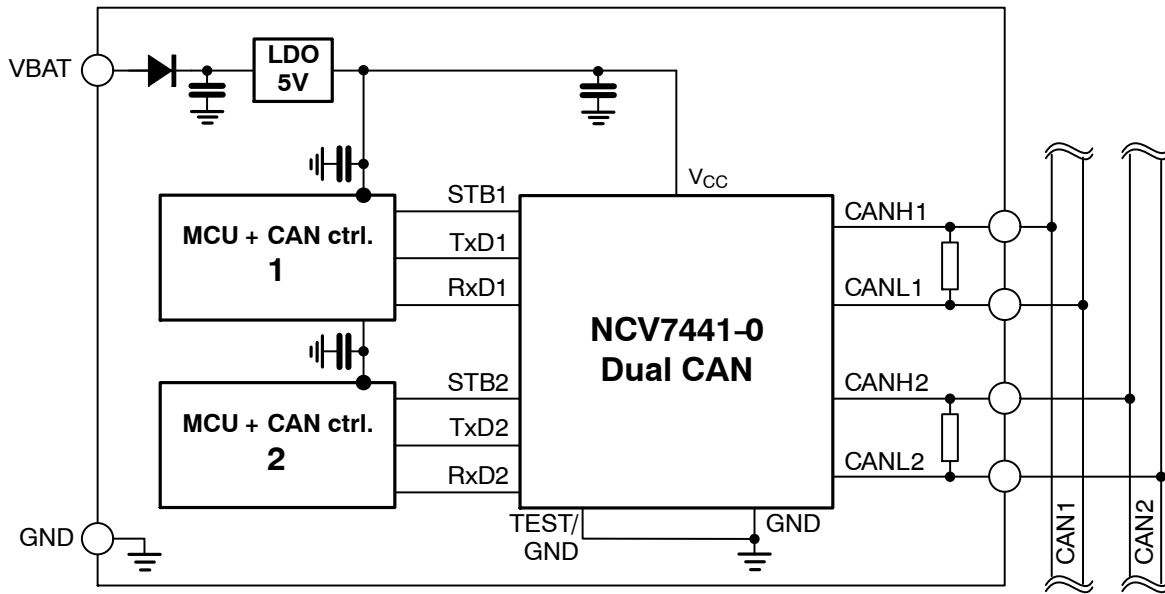 VBAT
LDO
5V
VCC
STB1
TxD1
RxD1
MCU + CAN ctrl.
1
STB2
TxD2
RxD2
MCU + CAN ctrl.
2
NCV7441-0
Dual CAN
CANH1
CANL1
CANH2
CANL2
TEST/
GND
GND
GND
CAN1
CAN2